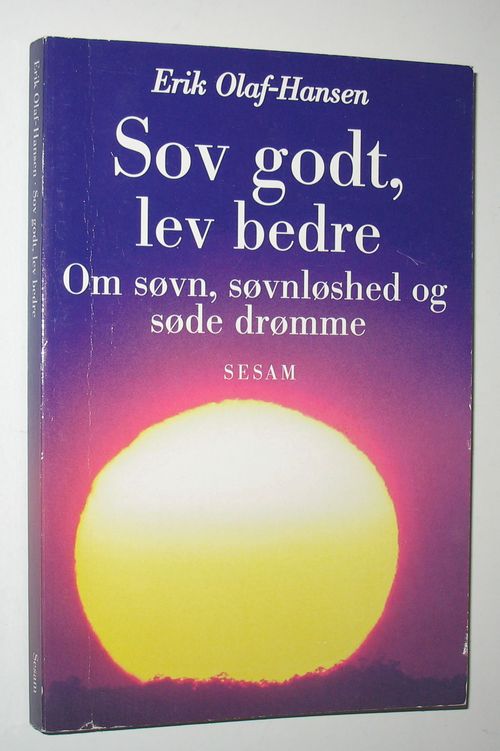 Erik Olaf-Hansen
Sov godt,
lev bedre
Om søvn, søvnløshed og
søde drømme
SESAM
Erik Olaf-Hansen · Sov godt, lev bedre
Sesam